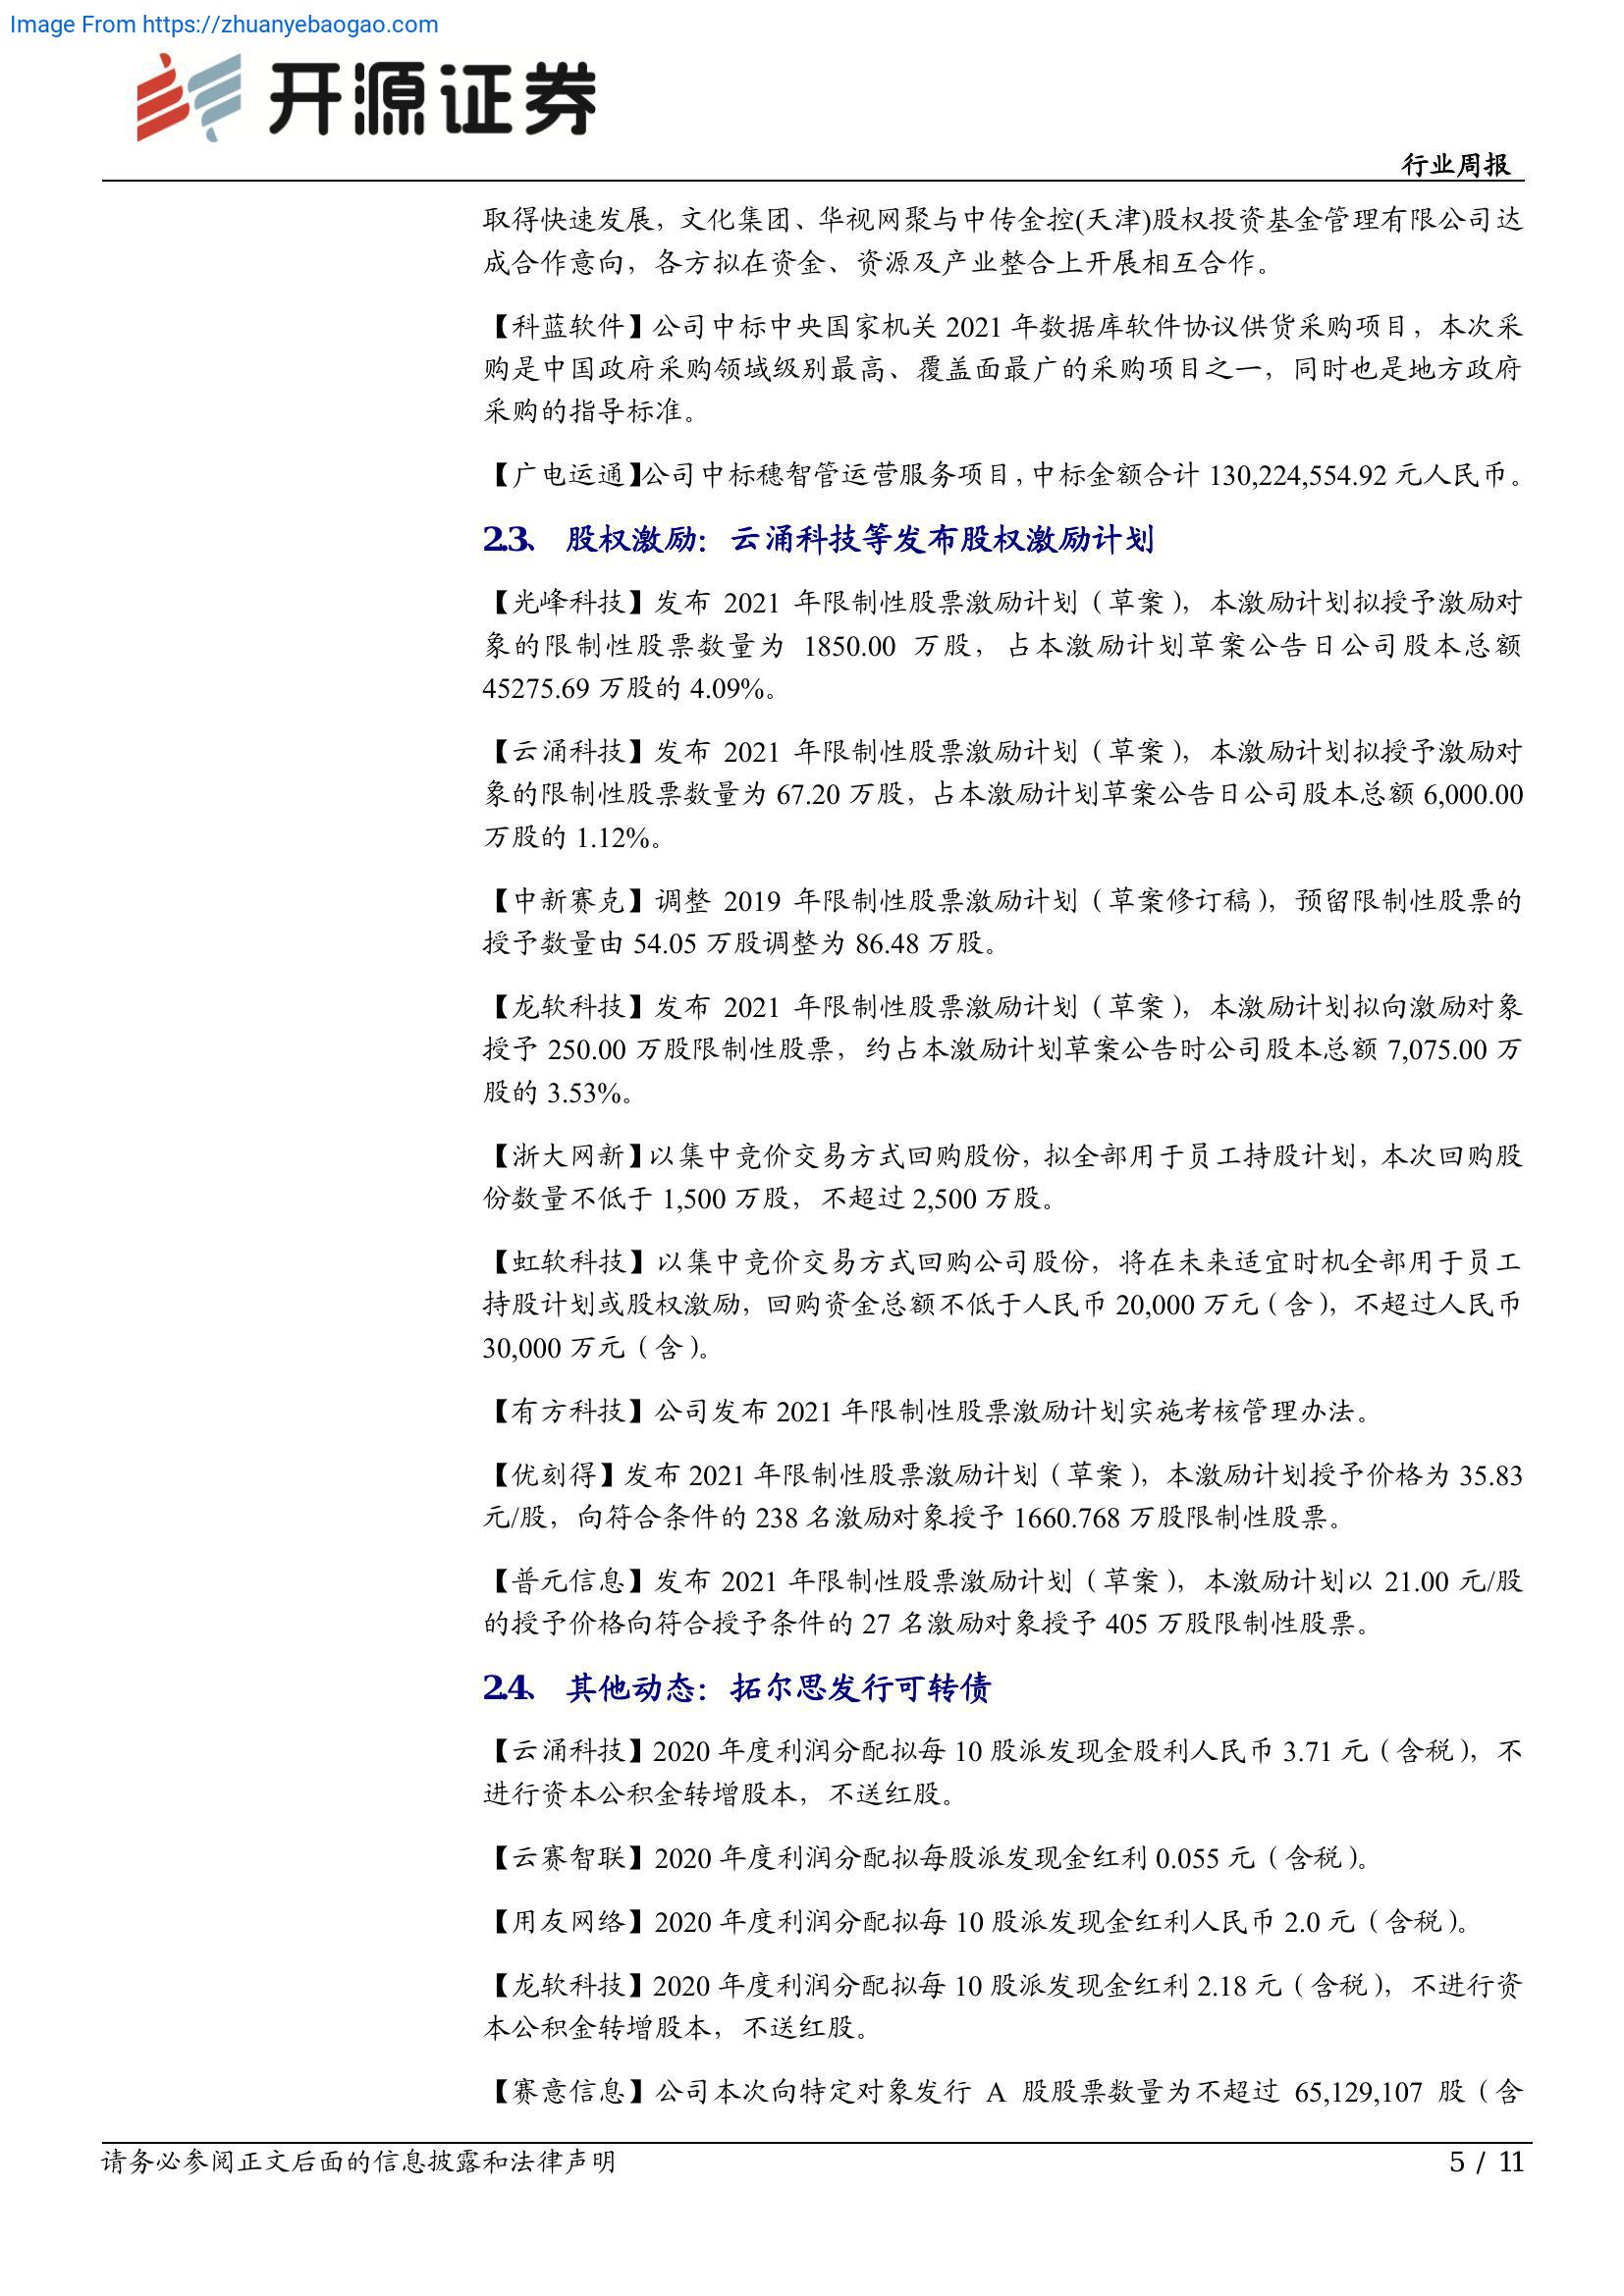 Image From https://zhuanyebaogao.com
开源证券
行业周报
取得快速发展，文化集团、华视网聚与中传金控(天津)股权投资基金管理有限公司达
成合作意向，各方拟在资金、资源及产业整合上开展相互合作。
【科蓝软件】公司中标中央国家机关 2021 年数据库软件协议供货采购项目，本次采
购是中国政府采购领域级别最高、覆盖面最广的采购项目之一，同时也是地方政府
采购的指导标准。
【广电运通】公司中标穗智管运营服务项目，中标金额合计 130,224,554.92 元人民币。
2.3、 股权激励：云涌科技等发布股权激励计划
【光峰科技】发布 2021 年限制性股票激励计划（草案），本激励计划拟授予激励对
象的限制性股票数量为 1850.00 万股，占本激励计划草案公告日公司股本总额
45275.69 万股的 4.09%。
【云涌科技】发布 2021 年限制性股票激励计划（草案），本激励计划拟授予激励对
象的限制性股票数量为 67.20 万股，占本激励计划草案公告日公司股本总额 6,000.00
万股的 1.12%。
【中新赛克】调整 2019 年限制性股票激励计划（草案修订稿），预留限制性股票的
授予数量由 54.05 万股调整为 86.48 万股。
【龙软科技】发布 2021 年限制性股票激励计划（草案），本激励计划拟向激励对象
授予 250.00 万股限制性股票，约占本激励计划草案公告时公司股本总额 7,075.00 万
股的 3.53%。
【浙大网新】以集中竞价交易方式回购股份，拟全部用于员工持股计划，本次回购股
份数量不低于 1,500 万股，不超过 2,500 万股。
【虹软科技】以集中竞价交易方式回购公司股份，将在未来适宜时机全部用于员工
持股计划或股权激励，回购资金总额不低于人民币 20,000 万元（含），不超过人民币
30,000 万元（含）。
【有方科技】公司发布 2021 年限制性股票激励计划实施考核管理办法。
【优刻得】发布 2021 年限制性股票激励计划（草案），本激励计划授予价格为 35.83
元/股，向符合条件的 238 名激励对象授予 1660.768 万股限制性股票。
【普元信息】发布 2021 年限制性股票激励计划（草案），本激励计划以 21.00 元/股
的授予价格向符合授予条件的 27 名激励对象授予 405 万股限制性股票。
2.4、 其他动态：拓尔思发行可转债
【云涌科技】2020 年度利润分配拟每 10 股派发现金股利人民币 3.71 元（含税），不
进行资本公积金转增股本，不送红股。
【云赛智联】2020 年度利润分配拟每股派发现金红利 0.055 元（含税）。
【用友网络】2020 年度利润分配拟每 10 股派发现金红利人民币 2.0 元（含税）。
【龙软科技】2020 年度利润分配拟每 10 股派发现金红利 2.18 元（含税），不进行资
本公积金转增股本，不送红股。
【赛意信息】公司本次向特定对象发行 A 股股票数量为不超过 65,129,107 股（含
请务必参阅正文后面的信息披露和法律声明
5 / 11